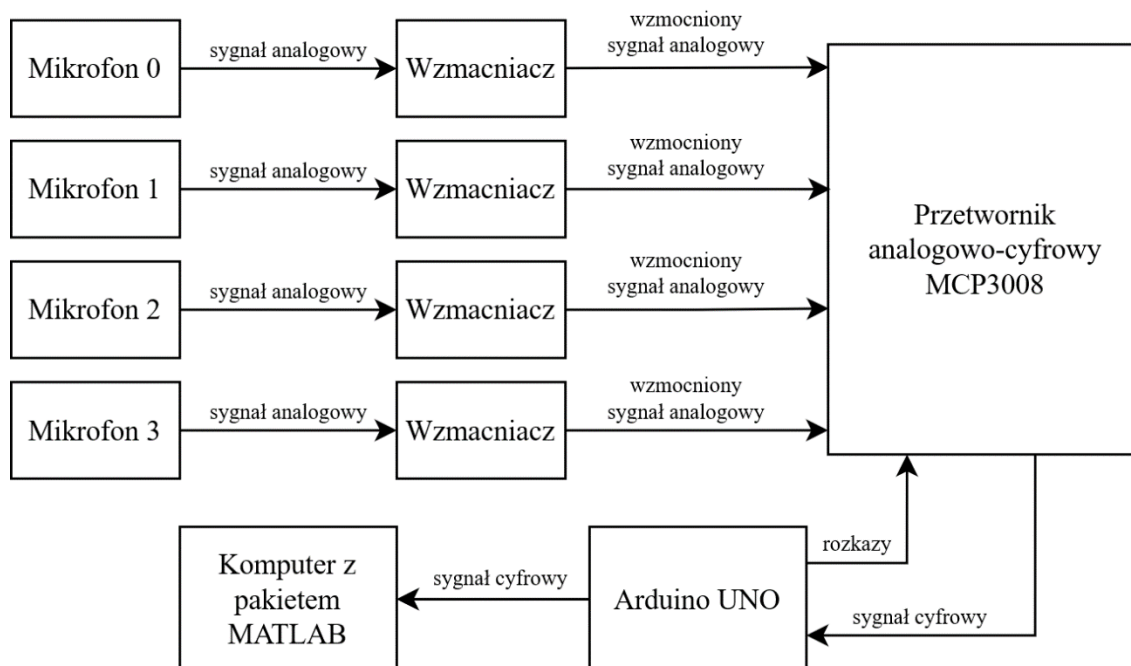 Mikrofon 0
sygnał analogowy
Wzmacniacz
wzmocniony
sygnał analogowy
Mikrofon 1
sygnał analogowy
Wzmacniacz
wzmocniony
sygnał analogowy
Przetwornik
analogowo-cyfrowy
MCP3008
Mikrofon 2
sygnał analogowy
Wzmacniacz
wzmocniony
sygnał analogowy
Mikrofon 3
sygnał analogowy
Wzmacniacz
wzmocniony
sygnał analogowy
Komputer z
pakietem
MATLAB
sygnał cyfrowy
Arduino UNO
rozkazy
sygnał cyfrowy